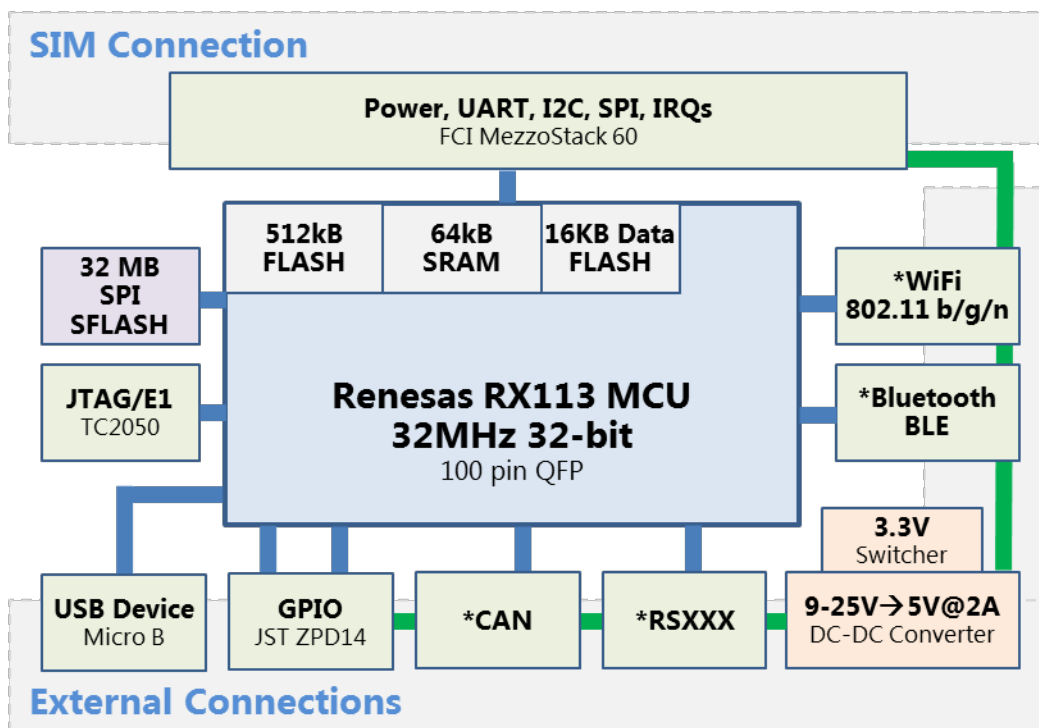 SIM Connection
Power, UART, I2C, SPI, IRQs
FCI MezzoStack 60
512kB
FLASH
64kB
SRAM
16KB Data
FLASH
32 MB
SPI
SFLASH
*WiFi
802.11 b/g/n
JTAG/E1
TC2050
Renesas RX113 MCU
32MHz 32-bit
100 pin QFP
*Bluetooth
BLE
3.3V
Switcher
USB Device
Micro B
GPIO
JST ZPD14
*CAN
*RSXXX
9-25V→5V@2A
DC-DC Converter
External Connections